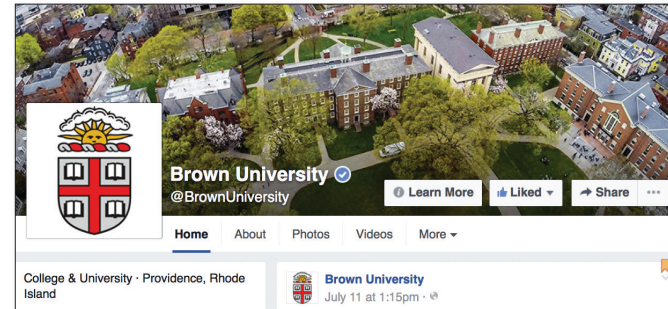 Brown University
@BrownUniversity
Learn More
Liked
Share
Home About Photos Videos More
College & University · Providence, Rhode
Island
Brown University
July 11 at 1:15pm ·